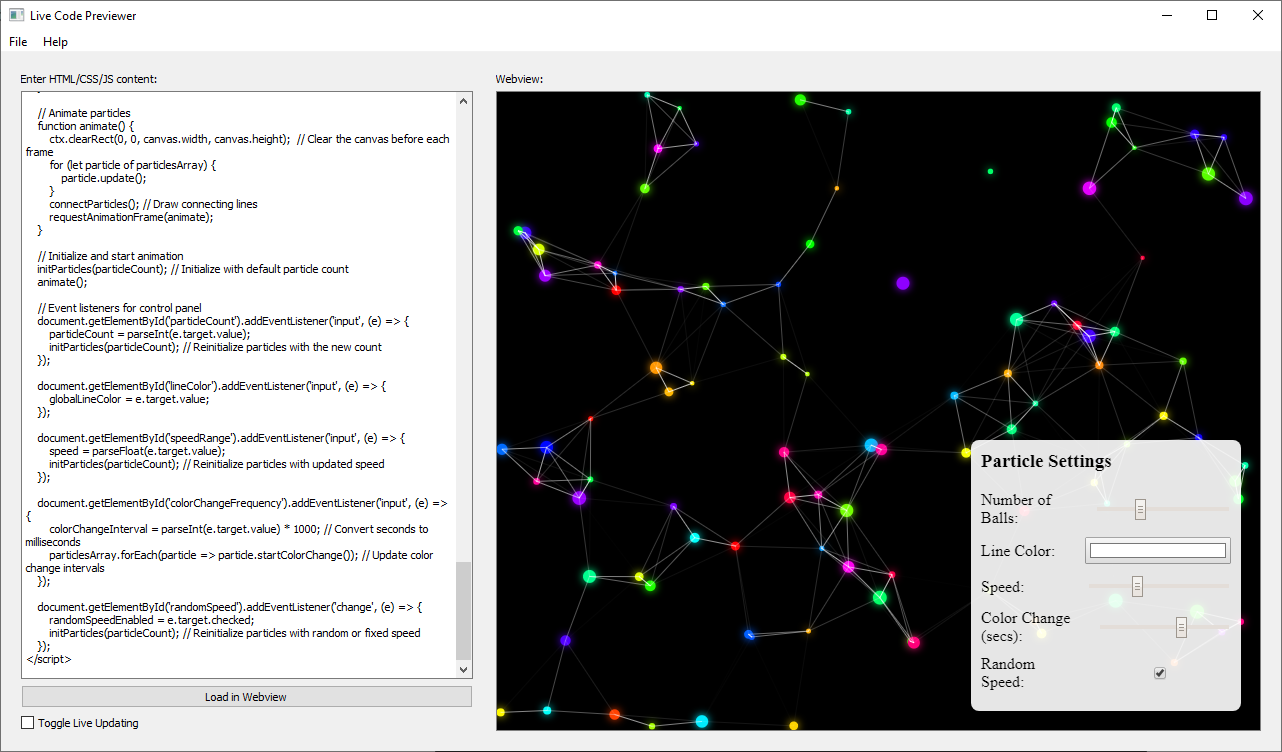 Live Code Previewer
File Help
Enter HTML/CSS/JS content:
// Animate particles
function animate() {
ctx.clearRect(0, 0, canvas.width, canvas.height); // Clear the canvas before each
frame
for (let particle of particlesArray) {
particle.update();
}
connectParticles(); // Draw connecting lines
requestAnimationFrame(animate);
}
// Initialize and start animation
initParticles(particleCount); // Initialize with default particle count
animate();
// Event listeners for control panel
document.getElementById('particleCount').addEventListener('input', (e) => {
particleCount = parseInt(e.target.value);
initParticles(particleCount); // Reinitialize particles with the new count
});
document.getElementById('lineColor').addEventListener('input', (e) => {
globalLineColor = e.target.value;
});
document.getElementById('speedRange').addEventListener('input', (e) => {
speed = parseFloat(e.target.value);
initParticles(particleCount); // Reinitialize particles with updated speed
});
document.getElementById('colorChangeFrequency').addEventListener('input', (e) =>
{
colorChangeInterval = parseInt(e.target.value) * 1000; // Convert seconds to
milliseconds
particlesArray.forEach(particle => particle.startColorChange()); // Update color
change intervals
});
document.getElementById('randomSpeed').addEventListener('change', (e) => {
randomSpeedEnabled = e.target.checked;
initParticles(particleCount); // Reinitialize particles with random or fixed speed
});
</script>
Load in Webview
Toggle Live Updating
Webview:
Particle Settings
Number of
Balls:
Line Color:
Speed:
Color Change
(secs):
Random
Speed: